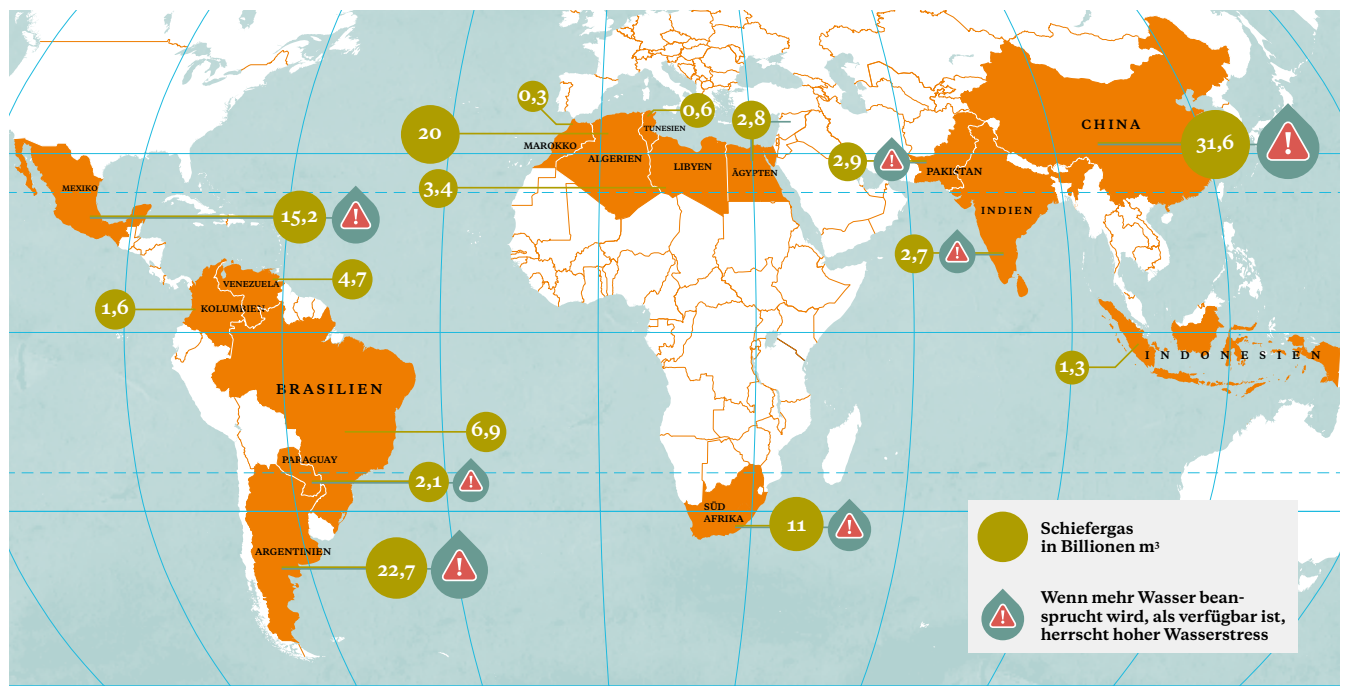 0,3
0,6
20
TUNESIEN
2,8
CHINA
MAROKKO
ALGERIEN
LIBYEN
ÄGYPTEN
2,9
PAKISTAN
31,6
3,4
MEXIKO
15,2
INDIEN
2,7
VENEZUELA
4,7
1,6
KOLUMBIEN
INDONESIEN
1,3
BRASILIEN
6,9
PARAGUAY
2,1
SÜD
AFRIKA
11
ARGENTINIEN
22,7
Schiefergas
in Billionen m³
Wenn mehr Wasser bean-
sprucht wird, als verfügbar ist,
herrscht hoher Wasserstress